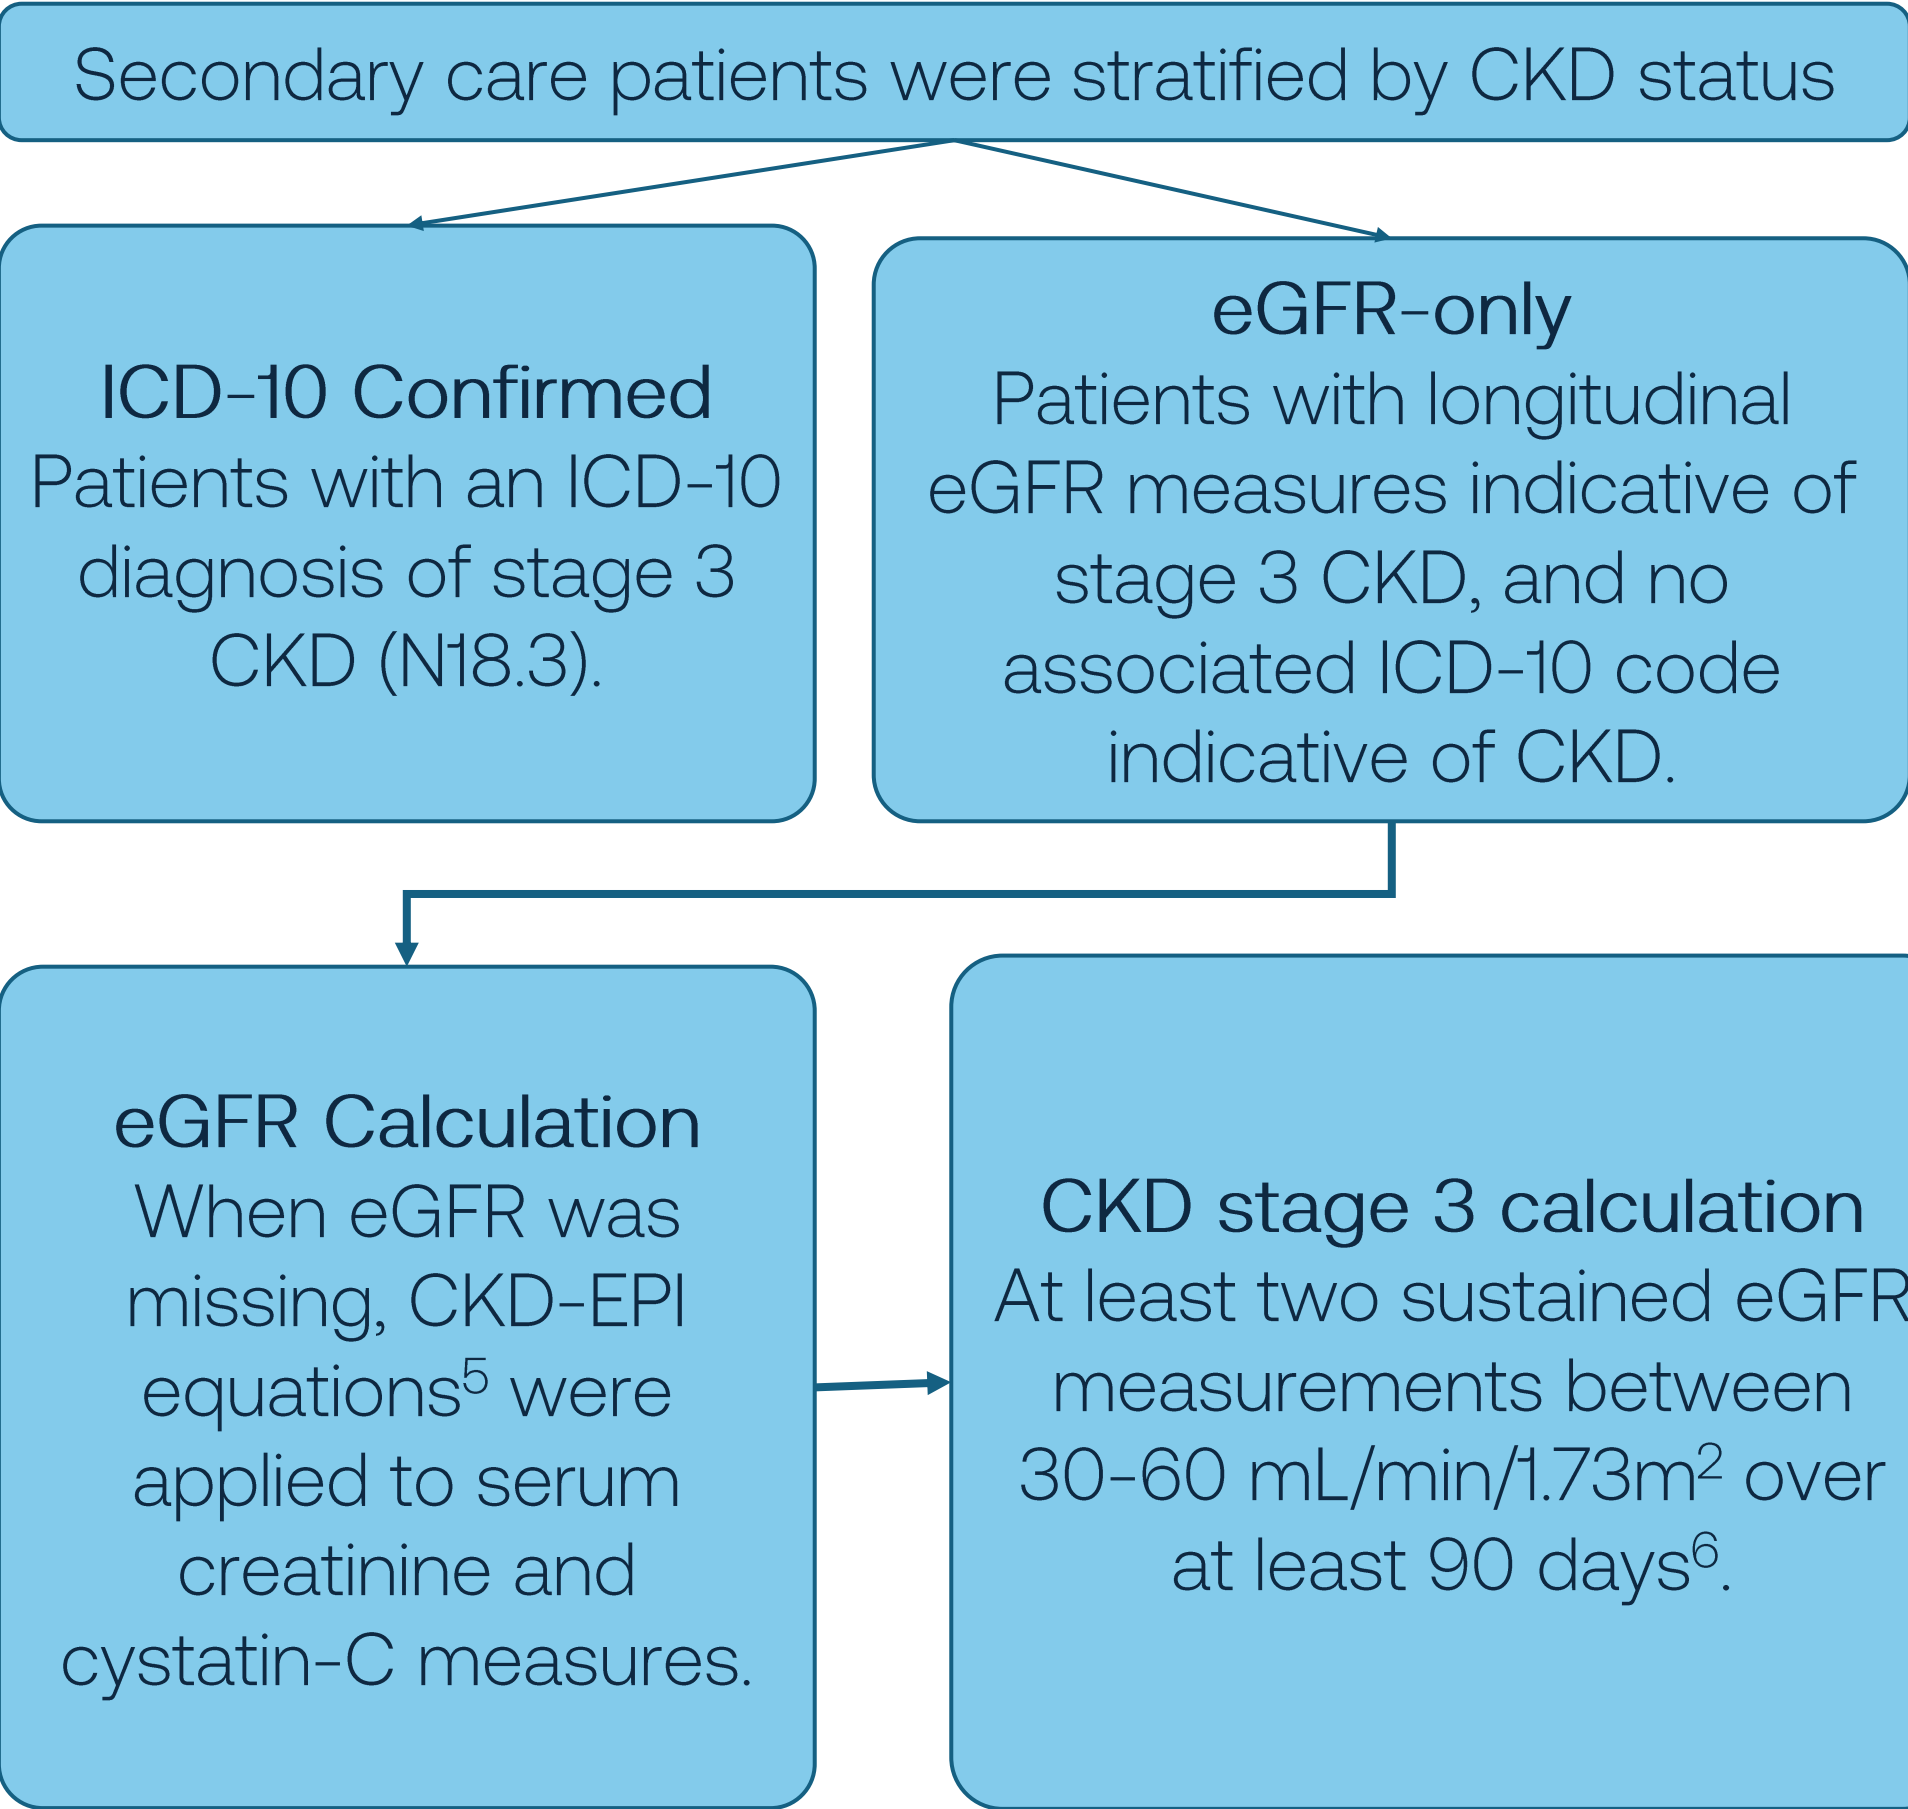 Secondary care patients were stratified by CKD status
ICD-10 Confirmed
Patients with an ICD-10
diagnosis of stage 3
CKD (N18.3).
eGFR-only
Patients with longitudinal
eGFR measures indicative of
stage 3 CKD, and no
associated ICD-10 code
indicative of CKD.
eGFR Calculation
When eGFR was
missing, CKD-EPI
equations⁵ were
applied to serum
creatinine and
cystatin-C measures.
CKD stage 3 calculation
At least two sustained eGFR
measurements between
30-60 mL/min/1.73m² over
at least 90 days⁶.